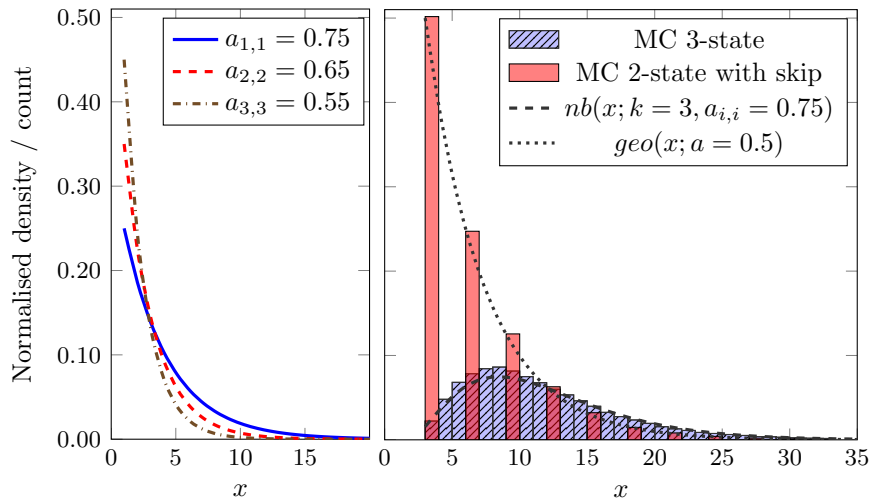 Normalised density / count
0.50
0.40
0.30
0.20
0.10
0.00
5
10
15
x
a_{1,1} = 0.75
a_{2,2} = 0.65
a_{3,3} = 0.55
5
10
15
20
25
30
35
x
MC 3-state
MC 2-state with skip
nb(x; k = 3, a_{i,i} = 0.75)
geo(x; a = 0.5)